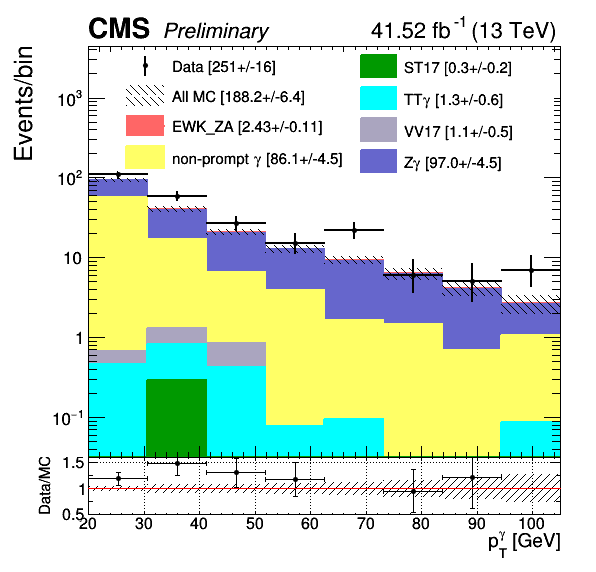 CMS Preliminary 41.52 fb⁻¹ (13 TeV)
Events/bin
Data [251+/-16]
All MC [188.2+/-6.4]
EWK_ZA [2.43+/-0.11]
non-prompt γ [86.1+/-4.5]
ST17 [0.3+/-0.2]
TTγ [1.3+/-0.6]
VV17 [1.1+/-0.5]
Zγ [97.0+/-4.5]
10³
10²
10
1
10⁻¹
Data/MC
1.5
1
0.5
20 30 40 50 60 70 80 90 100
p_T^γ [GeV]